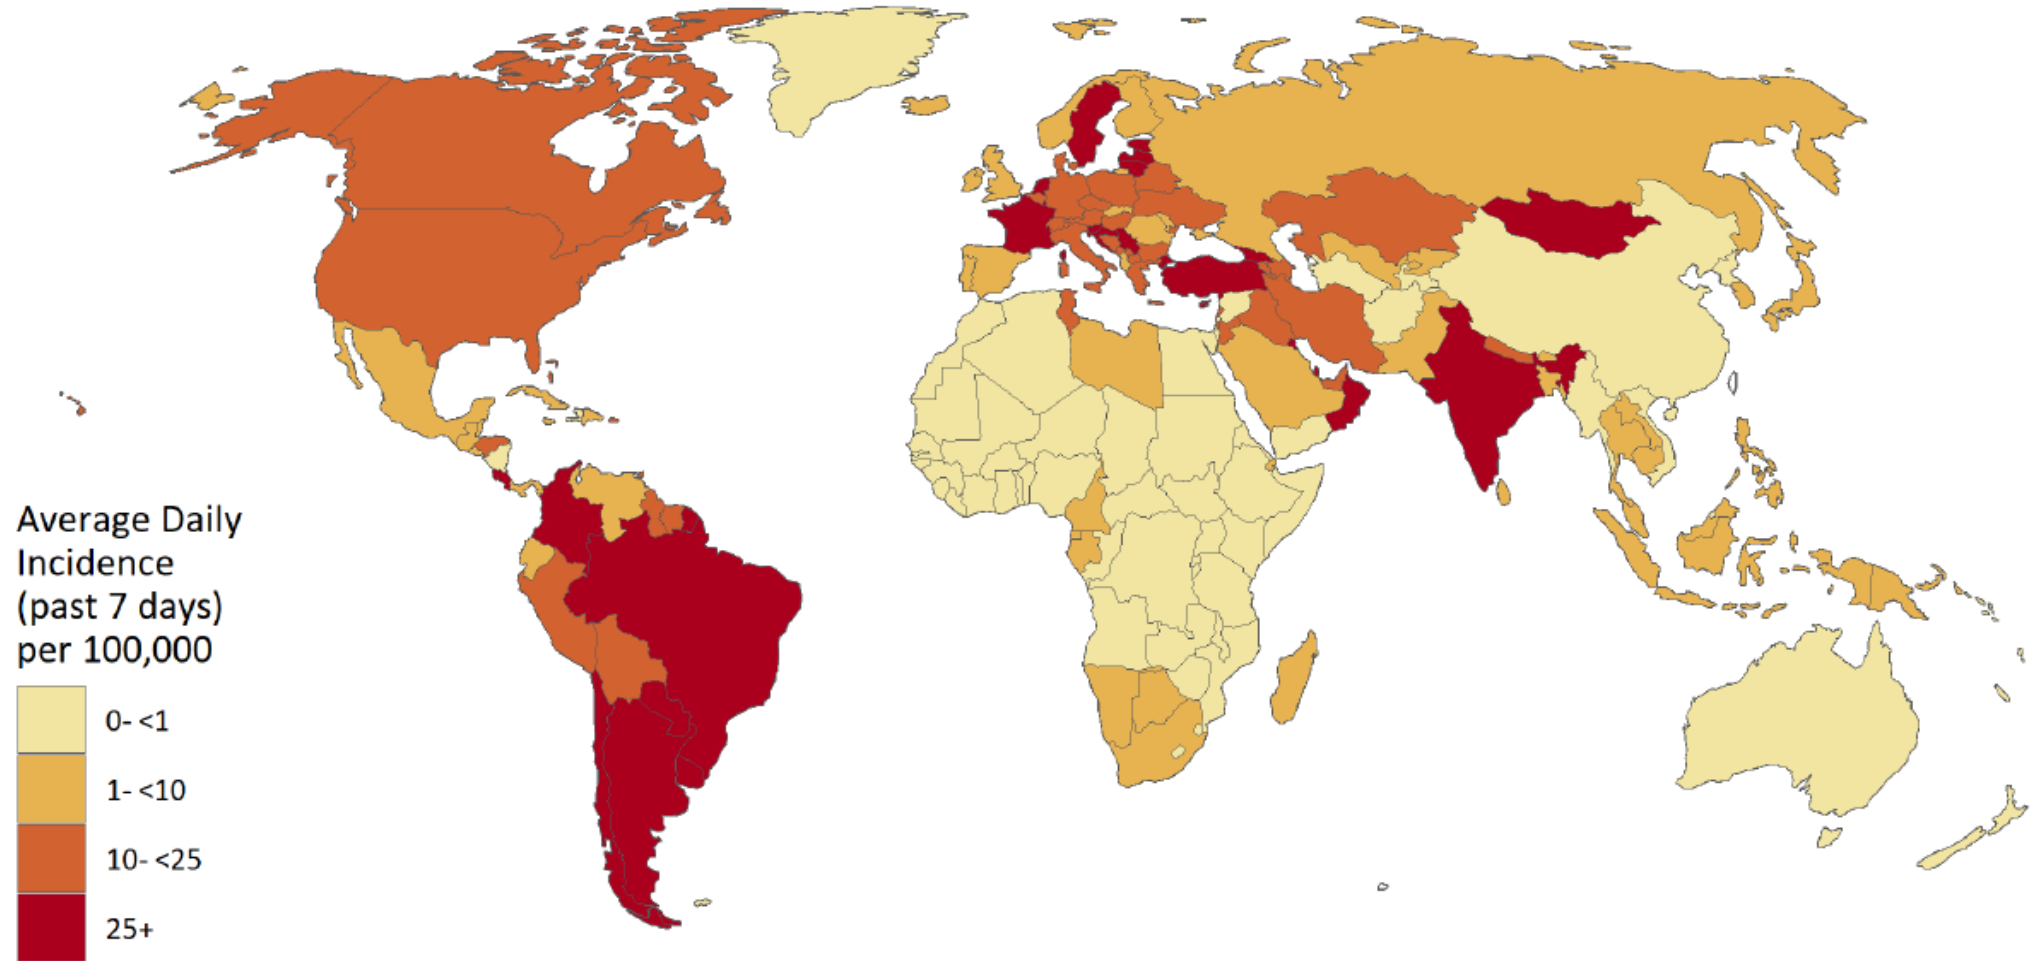 Average Daily
Incidence
(past 7 days)
per 100,000
0- <1
1- <10
10- <25
25+